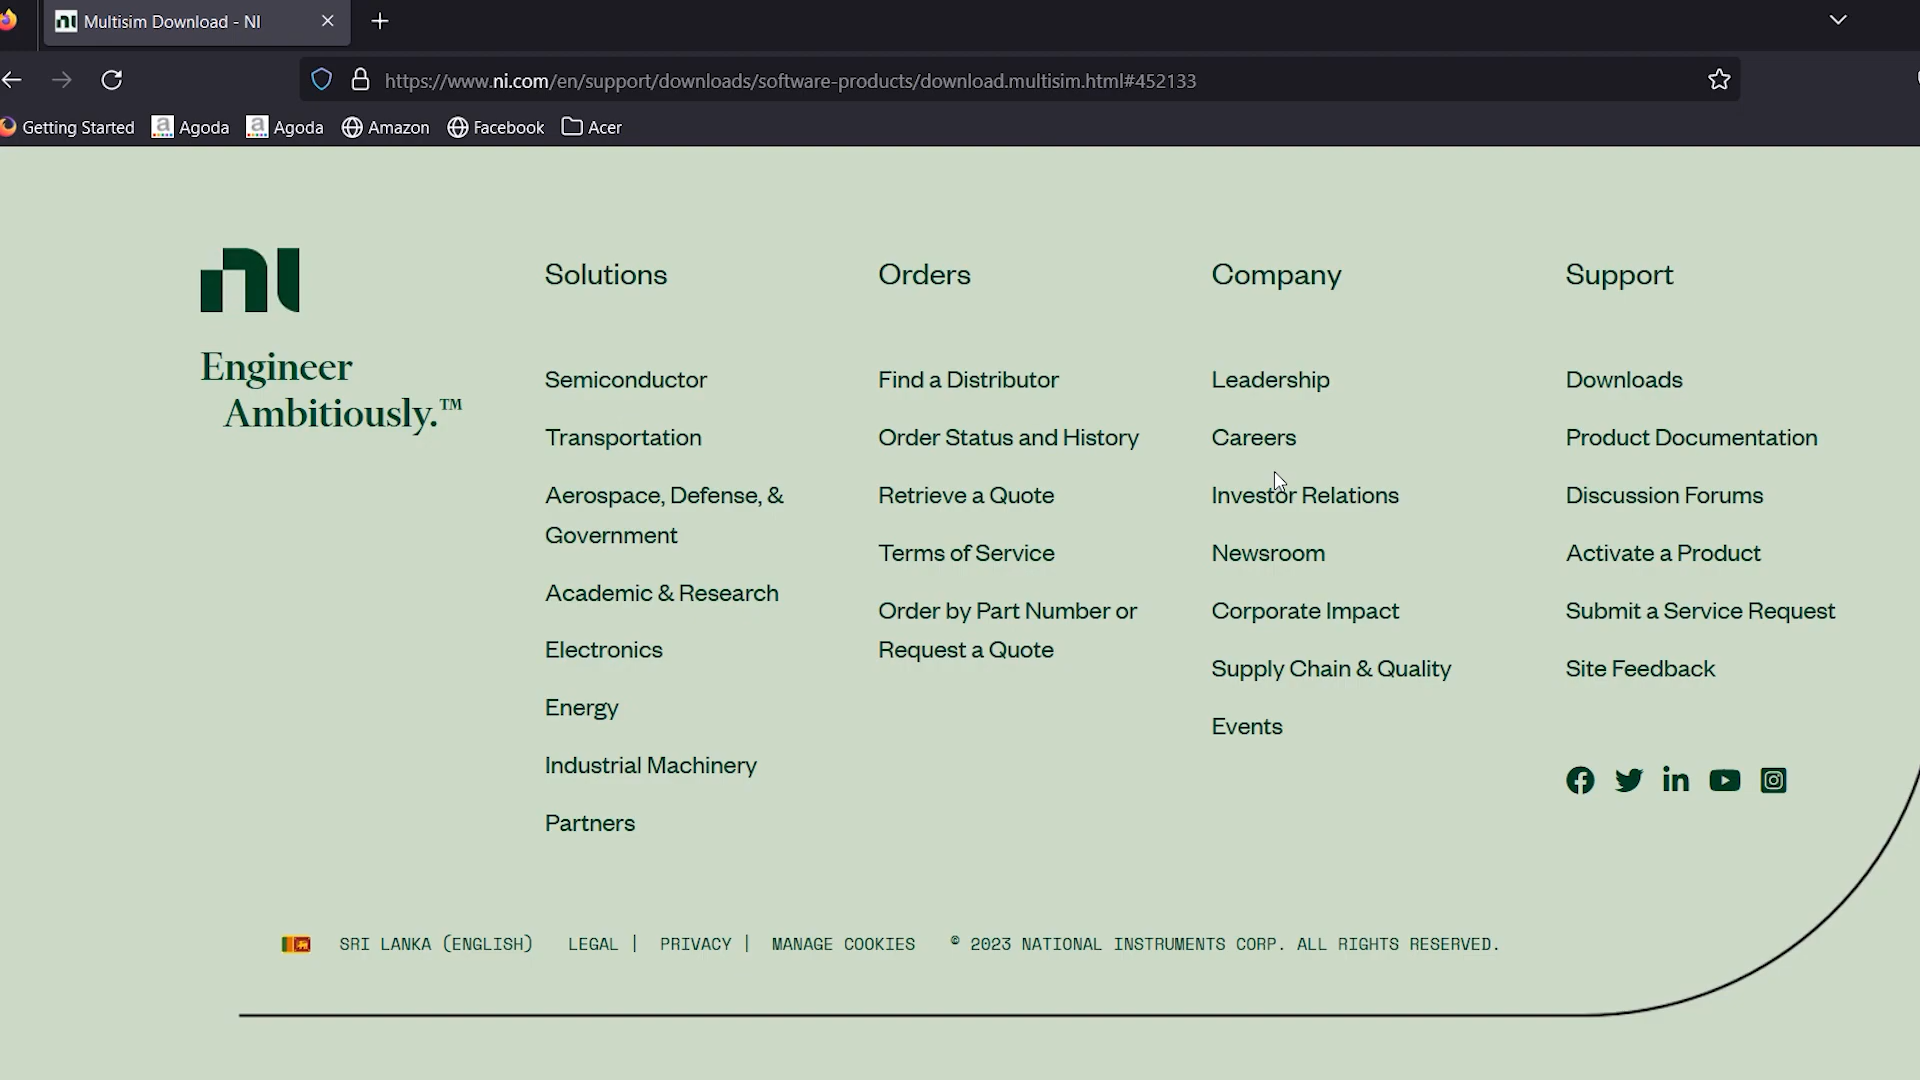 Multisim Download - NI
https://www.ni.com/en/support/downloads/software-products/download.multisim.html#452133
Getting Started
Agoda
Agoda
Amazon
Facebook
Acer
nı
Engineer
Ambitiously.™
Solutions
Semiconductor
Transportation
Aerospace, Defense, &
Government
Academic & Research
Electronics
Energy
Industrial Machinery
Partners
Orders
Find a Distributor
Order Status and History
Retrieve a Quote
Terms of Service
Order by Part Number or
Request a Quote
Company
Leadership
Careers
Investor Relations
Newsroom
Corporate Impact
Supply Chain & Quality
Events
Support
Downloads
Product Documentation
Discussion Forums
Activate a Product
Submit a Service Request
Site Feedback
SRI LANKA (ENGLISH) LEGAL | PRIVACY | MANAGE COOKIES © 2023 NATIONAL INSTRUMENTS CORP. ALL RIGHTS RESERVED.